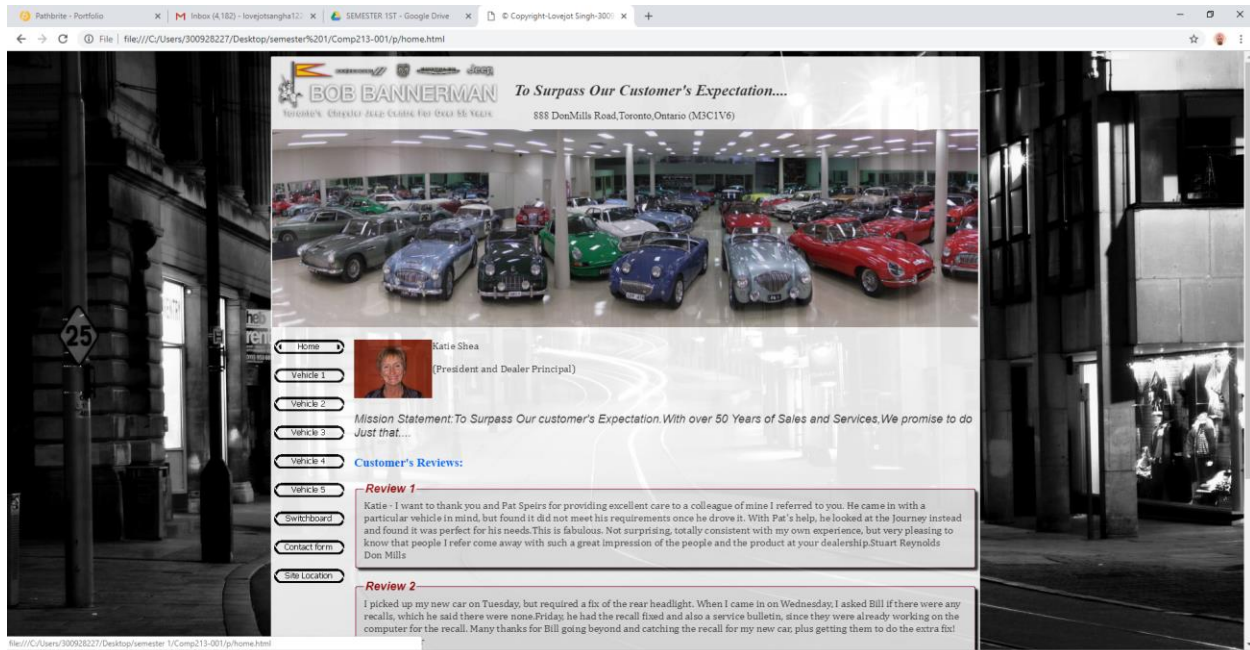 Pathbrite - Portfolio
Inbox (4,182) - lovejotsangha12
SEMESTER 1ST - Google Drive
© Copyright-Lovejot Singh-3009
File | file:///C:/Users/300928227/Desktop/semester%201/Comp213-001/p/home.html
Jeep
BOB BANNERMAN
Toronto's Chrysler Jeep Centre For Over 50 Years
To Surpass Our Customer's Expectation....
888 DonMills Road,Toronto,Ontario (M3C1V6)
25
Home
Vehicle 1
Vehicle 2
Vehicle 3
Vehicle 4
Vehicle 5
Switchboard
Contact form
Site Location
Katie Shea
(President and Dealer Principal)
Mission Statement:To Surpass Our customer's Expectation.With over 50 Years of Sales and Services,We promise to do
Just that....
Customer's Reviews:
Review 1
Katie - I want to thank you and Pat Speirs for providing excellent care to a colleague of mine I referred to you. He came in with a
particular vehicle in mind, but found it did not meet his requirements once he drove it. With Pat's help, he looked at the Journey instead
and found it was perfect for his needs.This is fabulous. Not surprising, totally consistent with my own experience, but very pleasing to
know that people I refer come away with such a great impression of the people and the product at your dealership.Stuart Reynolds
Don Mills
Review 2
I picked up my new car on Tuesday, but required a fix of the rear headlight. When I came in on Wednesday, I asked Bill if there were any
recalls, which he said there were none.Friday, he had the recall fixed and also a service bulletin, since they were already working on the
computer for the recall. Many thanks for Bill going beyond and catching the recall for my new car, plus getting them to do the extra fix!
file:///C:/Users/300928227/Desktop/semester 1/Comp213-001/p/home.html